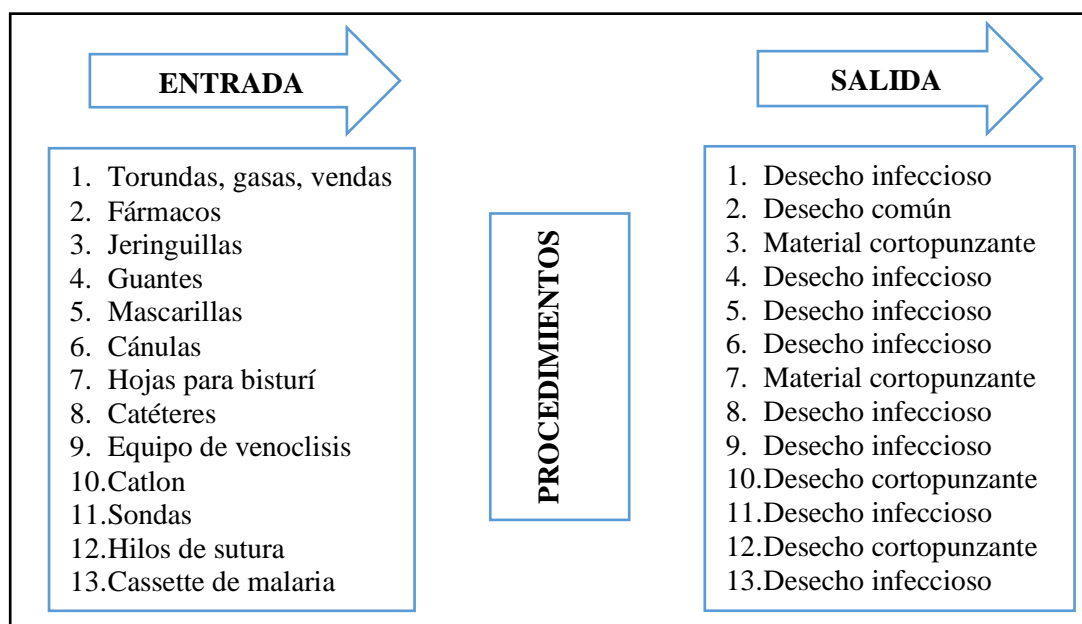 ENTRADA
1. Torundas, gasas, vendas
2. Fármacos
3. Jeringuillas
4. Guantes
5. Mascarillas
6. Cánulas
7. Hojas para bisturí
8. Catéteres
9. Equipo de venoclisis
10.Catlon
11.Sondas
12.Hilos de sutura
13.Cassette de malaria
PROCEDIMIENTOS
SALIDA
1. Desecho infeccioso
2. Desecho común
3. Material cortopunzante
4. Desecho infeccioso
5. Desecho infeccioso
6. Desecho infeccioso
7. Material cortopunzante
8. Desecho infeccioso
9. Desecho infeccioso
10.Desecho cortopunzante
11.Desecho infeccioso
12.Desecho cortopunzante
13.Desecho infeccioso